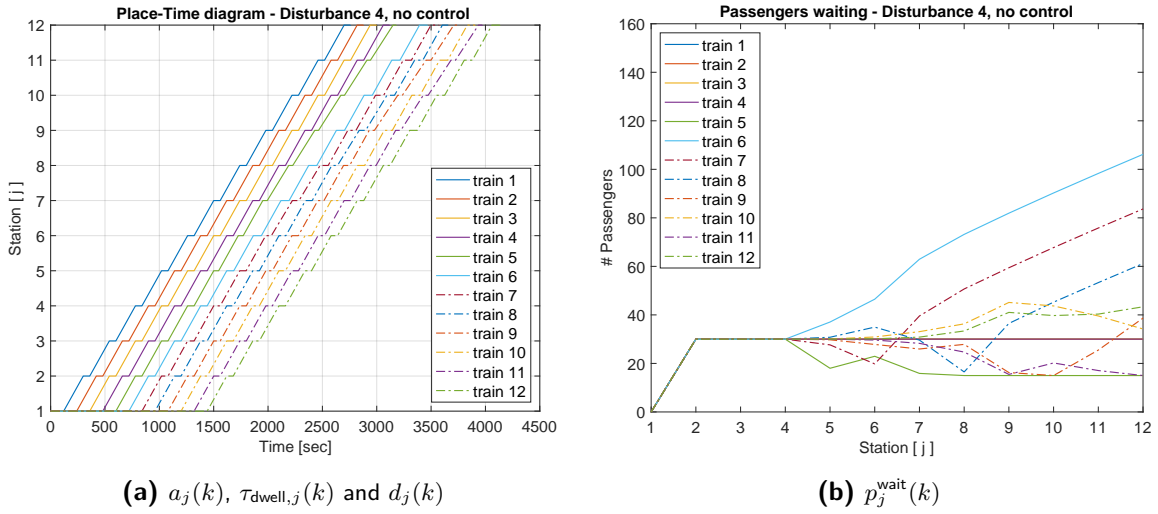 Place-Time diagram - Disturbance 4, no control
12
11
10
9
8
7
6
5
4
3
2
1
Station [ j ]
0 500 1000 1500 2000 2500 3000 3500 4000 4500
Time [sec]
train 1
train 2
train 3
train 4
train 5
train 6
train 7
train 8
train 9
train 10
train 11
train 12
(a) a_j(k), τ_dwell,j(k) and d_j(k)
Passengers waiting - Disturbance 4, no control
160
140
120
100
80
60
40
20
0
# Passengers
1 2 3 4 5 6 7 8 9 10 11 12
Station [ j ]
train 1
train 2
train 3
train 4
train 5
train 6
train 7
train 8
train 9
train 10
train 11
train 12
(b) p_j^wait(k)